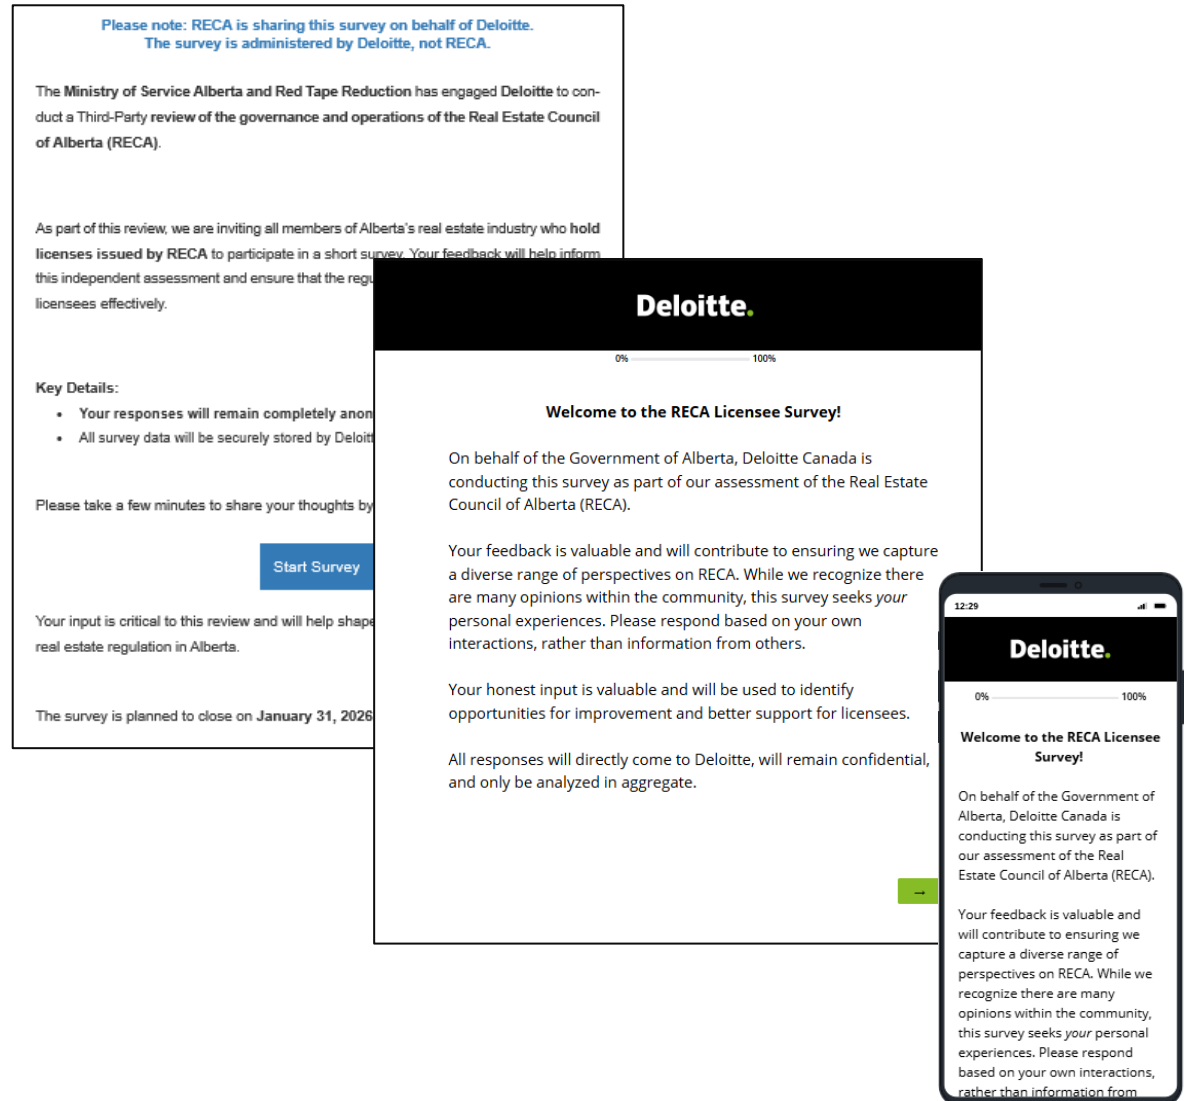 Please note: RECA is sharing this survey on behalf of Deloitte.
The survey is administered by Deloitte, not RECA.
The Ministry of Service Alberta and Red Tape Reduction has engaged Deloitte to con-
duct a Third-Party review of the governance and operations of the Real Estate Council
of Alberta (RECA).
As part of this review, we are inviting all members of Alberta's real estate industry who hold
licenses issued by RECA to participate in a short survey. Your feedback will help inform
this independent assessment and ensure that the regu
licensees effectively.
Key Details:
• Your responses will remain completely anon
• All survey data will be securely stored by Deloitt
Please take a few minutes to share your thoughts by
Start Survey
Your input is critical to this review and will help shape
real estate regulation in Alberta.
The survey is planned to close on January 31, 2026
Deloitte.
0% 100%
Welcome to the RECA Licensee Survey!
On behalf of the Government of Alberta, Deloitte Canada is
conducting this survey as part of our assessment of the Real Estate
Council of Alberta (RECA).
Your feedback is valuable and will contribute to ensuring we capture
a diverse range of perspectives on RECA. While we recognize there
are many opinions within the community, this survey seeks your
personal experiences. Please respond based on your own
interactions, rather than information from others.
Your honest input is valuable and will be used to identify
opportunities for improvement and better support for licensees.
All responses will directly come to Deloitte, will remain confidential,
and only be analyzed in aggregate.
→
12:29
Deloitte.
0% 100%
Welcome to the RECA Licensee
Survey!
On behalf of the Government of
Alberta, Deloitte Canada is
conducting this survey as part of
our assessment of the Real
Estate Council of Alberta (RECA).
Your feedback is valuable and
will contribute to ensuring we
capture a diverse range of
perspectives on RECA. While we
recognize there are many
opinions within the community,
this survey seeks your personal
experiences. Please respond
based on your own interactions,
rather than information from